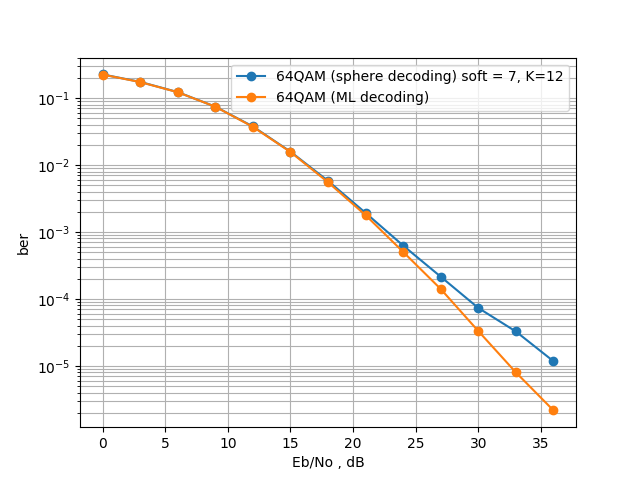 64QAM (sphere decoding) soft = 7, K=12
64QAM (ML decoding)
10⁻¹
10⁻²
10⁻³
10⁻⁴
10⁻⁵
ber
0 5 10 15 20 25 30 35
Eb/No , dB